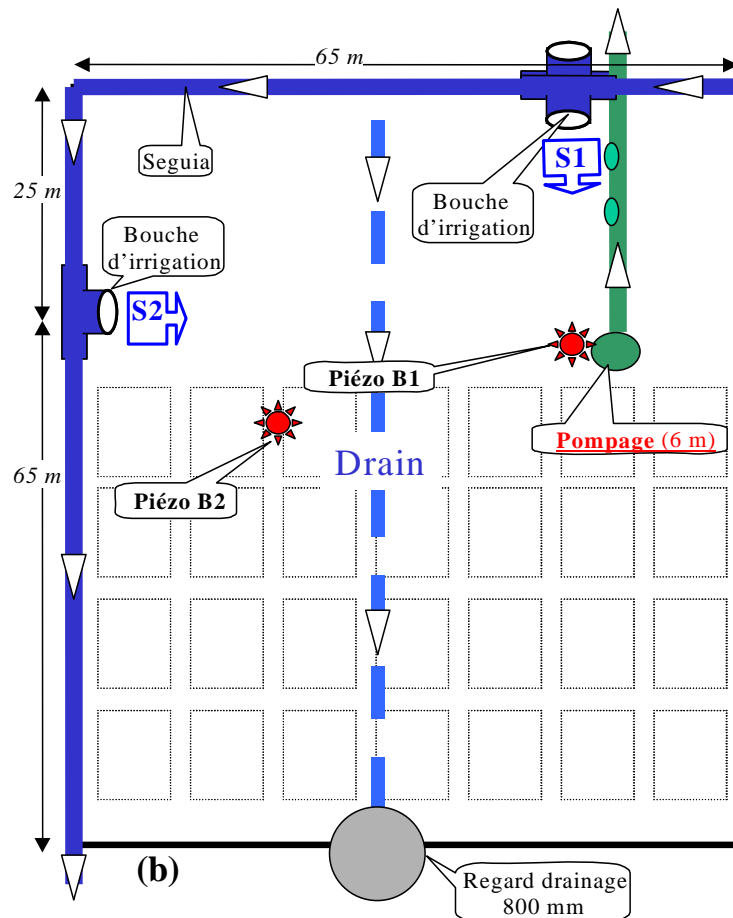 65 m
S1
Seguia
25 m
Bouche
d'irrigation
Bouche
d'irrigation
S2
Piézo B1
Pompage (6 m)
Drain
65 m
Piézo B2
(b)
Regard drainage
800 mm